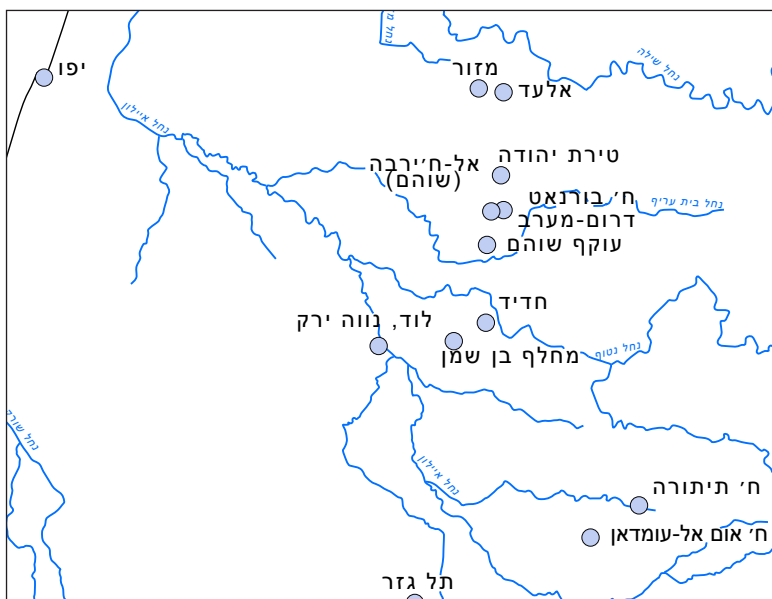 יפו
מזור
אלעד
נחל שילה
נחל איילון
טירת יהודה
אל-ח׳ירבה
(שוהם)
ח׳ בורנאט
דרום-מערב
נחל בית עריף
עוקף שוהם
חדיד
לוד, נווה ירק
מחלף בן שמן
נחל נטוף
נחל שורק
נחל איילון
ח׳ תיתורה
ח׳ אום אל-עומדאן
תל גזר